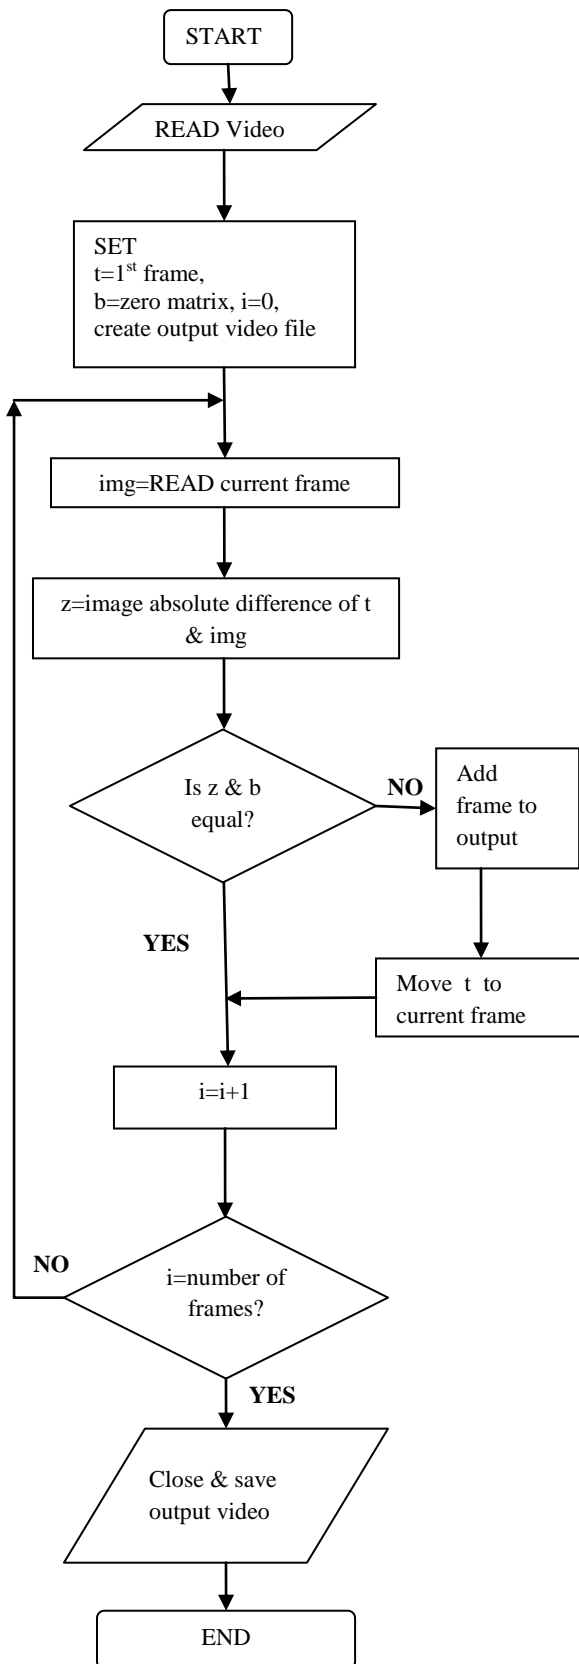 START
READ Video
SET
t=1st frame,
b=zero matrix, i=0,
create output video file
img=READ current frame
z=image absolute difference of t
& img
Is z & b
equal?
NO
Add
frame to
output
YES
Move t to
current frame
i=i+1
NO
i=number of
frames?
YES
Close & save
output video
END